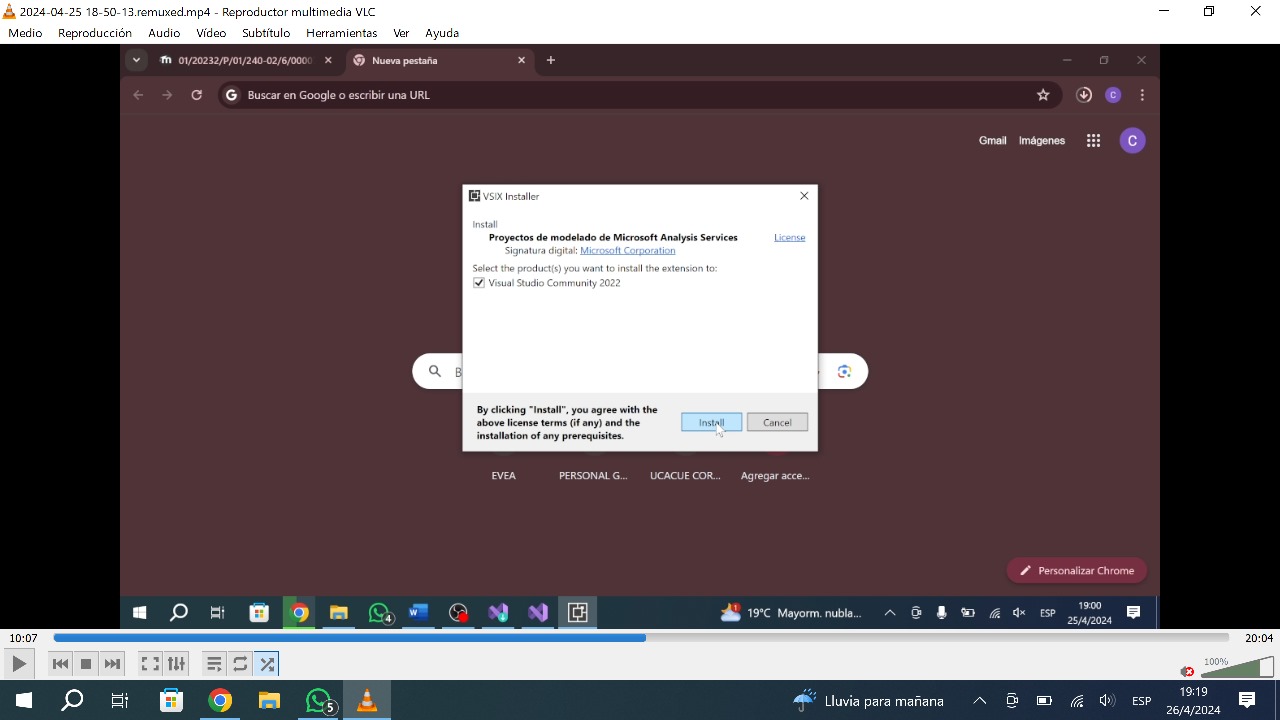 2024-04-25 18-50-13.remuxed.mp4 - Reproductor multimedia VLC
Medio Reproducción Audio Vídeo Subtítulo Herramientas Ver Ayuda
01/20232/P/01/240-02/6/0000
Nueva pestaña
Buscar en Google o escribir una URL
C
Gmail Imágenes
C
VSIX Installer
Install
Proyectos de modelado de Microsoft Analysis Services
License
Signatura digital: Microsoft Corporation
Select the product(s) you want to install the extension to:
Visual Studio Community 2022
B
By clicking "Install", you agree with the
above license terms (if any) and the
installation of any prerequisites.
Install
Cancel
EVEA
PERSONAL G...
UCACUE COR...
Agregar acce...
Personalizar Chrome
4
1
19°C Mayorm. nubla...
ESP
19:00
25/4/2024
10:07
20:04
100%
5
Lluvia para mañana
ESP
19:19
26/4/2024